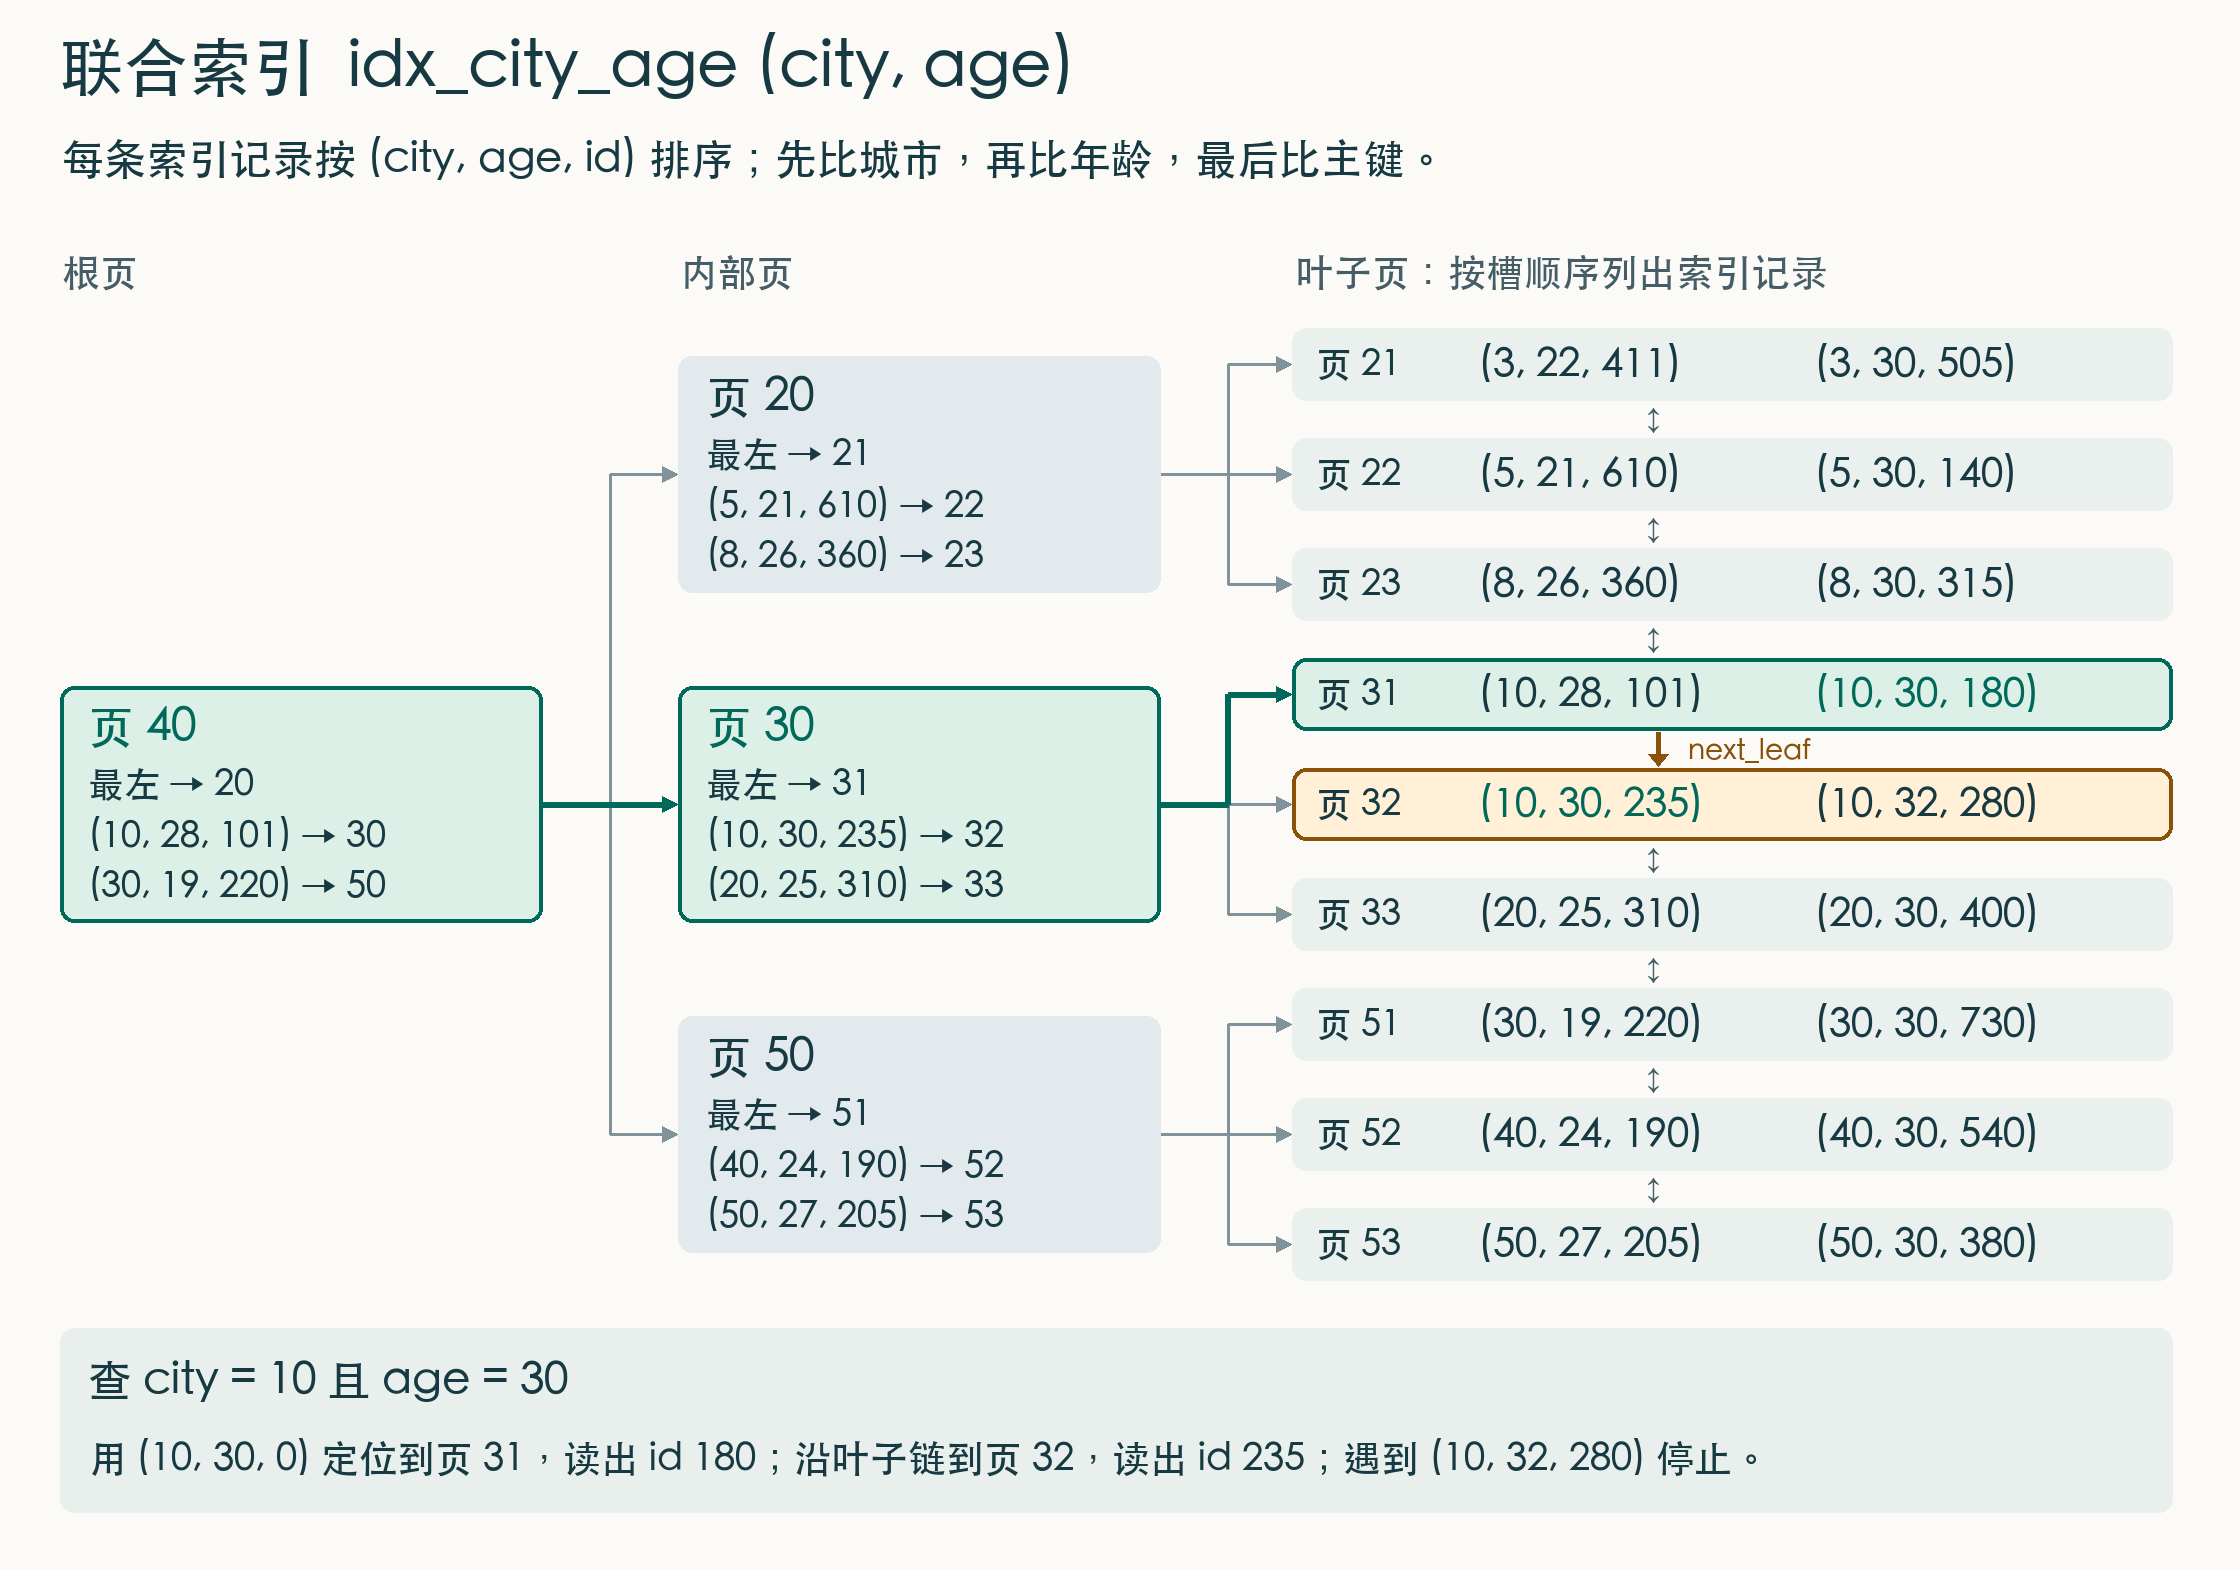 联合索引 idx_city_age (city, age)
每条索引记录按 (city, age, id) 排序；先比城市，再比年龄，最后比主键。
根页
内部页
叶子页：按槽顺序列出索引记录
页 40
最左 → 20
(10, 28, 101) → 30
(30, 19, 220) → 50
页 20
最左 → 21
(5, 21, 610) → 22
(8, 26, 360) → 23
页 30
最左 → 31
(10, 30, 235) → 32
(20, 25, 310) → 33
页 50
最左 → 51
(40, 24, 190) → 52
(50, 27, 205) → 53
页 21 (3, 22, 411) (3, 30, 505)
↕
页 22 (5, 21, 610) (5, 30, 140)
↕
页 23 (8, 26, 360) (8, 30, 315)
↕
页 31 (10, 28, 101) (10, 30, 180)
next_leaf
页 32 (10, 30, 235) (10, 32, 280)
↕
页 33 (20, 25, 310) (20, 30, 400)
↕
页 51 (30, 19, 220) (30, 30, 730)
↕
页 52 (40, 24, 190) (40, 30, 540)
↕
页 53 (50, 27, 205) (50, 30, 380)
查 city = 10 且 age = 30
用 (10, 30, 0) 定位到页 31，读出 id 180；沿叶子链到页 32，读出 id 235；遇到 (10, 32, 280) 停止。